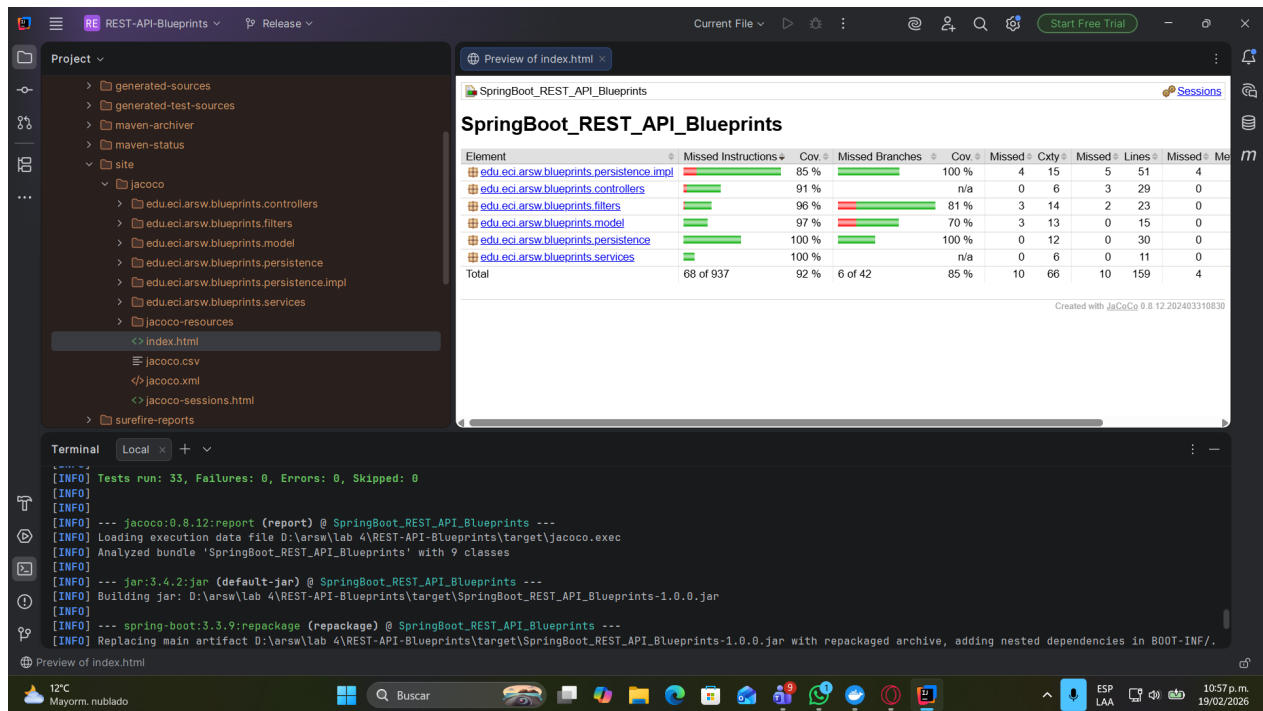 RE REST-API-Blueprints Release Current File Start Free Trial
Project
Preview of index.html
generated-sources
generated-test-sources
maven-archiver
maven-status
site
jacoco
edu.eci.arsw.blueprints.controllers
edu.eci.arsw.blueprints.filters
edu.eci.arsw.blueprints.model
edu.eci.arsw.blueprints.persistence
edu.eci.arsw.blueprints.persistence.impl
edu.eci.arsw.blueprints.services
jacoco-resources
index.html
jacoco.csv
jacoco.xml
jacoco-sessions.html
surefire-reports
SpringBoot_REST_API_Blueprints Sessions
SpringBoot_REST_API_Blueprints
Element Missed Instructions Cov. Missed Branches Cov. Missed Cxty Missed Lines Missed Me
edu.eci.arsw.blueprints.persistence.impl 85 % 100 % 4 15 5 51 4
edu.eci.arsw.blueprints.controllers 91 % n/a 0 6 3 29 0
edu.eci.arsw.blueprints.filters 96 % 81 % 3 14 2 23 0
edu.eci.arsw.blueprints.model 97 % 70 % 3 13 0 15 0
edu.eci.arsw.blueprints.persistence 100 % 100 % 0 12 0 30 0
edu.eci.arsw.blueprints.services 100 % n/a 0 6 0 11 0
Total 68 of 937 92 % 6 of 42 85 % 10 66 10 159 4
Created with JaCoCo 0.8.12.202403310830
m
Terminal Local
[INFO]
[INFO] Tests run: 33, Failures: 0, Errors: 0, Skipped: 0
[INFO]
[INFO]
[INFO] --- jacoco:0.8.12:report (report) @ SpringBoot_REST_API_Blueprints ---
[INFO] Loading execution data file D:\arsw\lab 4\REST-API-Blueprints\target\jacoco.exec
[INFO] Analyzed bundle 'SpringBoot_REST_API_Blueprints' with 9 classes
[INFO]
[INFO] --- jar:3.4.2:jar (default-jar) @ SpringBoot_REST_API_Blueprints ---
[INFO] Building jar: D:\arsw\lab 4\REST-API-Blueprints\target\SpringBoot_REST_API_Blueprints-1.0.0.jar
[INFO]
[INFO] --- spring-boot:3.3.9:repackage (repackage) @ SpringBoot_REST_API_Blueprints ---
[INFO] Replacing main artifact D:\arsw\lab 4\REST-API-Blueprints\target\SpringBoot_REST_API_Blueprints-1.0.0.jar with repackaged archive, adding nested dependencies in BOOT-INF/.
Preview of index.html
12°C
Mayorm. nublado
Buscar
9
ESP
LAA
10:57 p. m.
19/02/2026